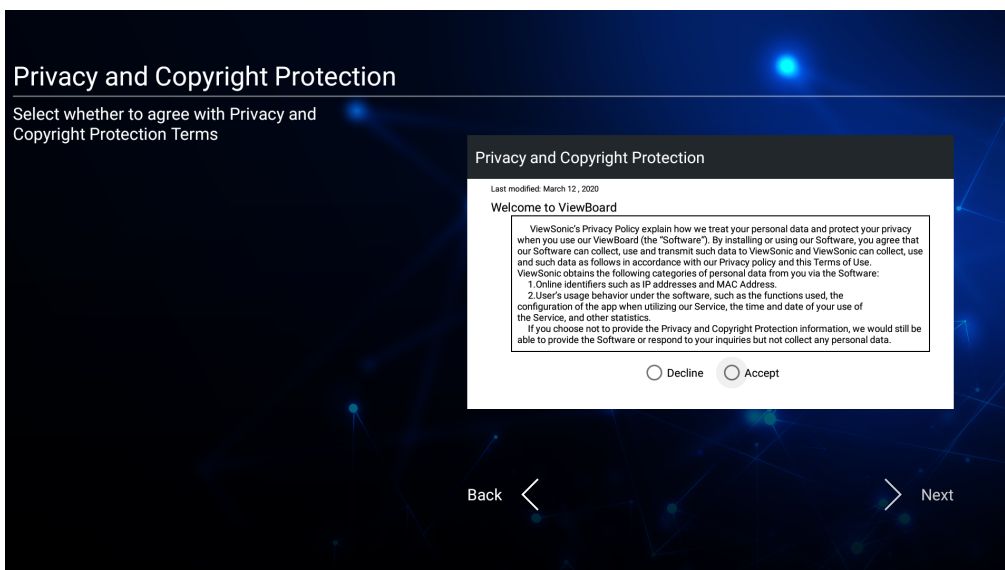 Privacy and Copyright Protection
Select whether to agree with Privacy and
Copyright Protection Terms
Privacy and Copyright Protection
Last modified: March 12 , 2020
Welcome to ViewBoard
ViewSonic's Privacy Policy explain how we treat your personal data and protect your privacy
when you use our ViewBoard (the “Software”). By installing or using our Software, you agree that
our Software can collect, use and transmit such data to ViewSonic and ViewSonic can collect, use
and such data as follows in accordance with our Privacy policy and this Terms of Use.
ViewSonic obtains the following categories of personal data from you via the Software:
1.Online identifiers such as IP addresses and MAC Address.
2.User's usage behavior under the software, such as the functions used, the
configuration of the app when utilizing our Service, the time and date of your use of
the Service, and other statistics.
If you choose not to provide the Privacy and Copyright Protection information, we would still be
able to provide the Software or respond to your inquiries but not collect any personal data.
Decline Accept
Back Next